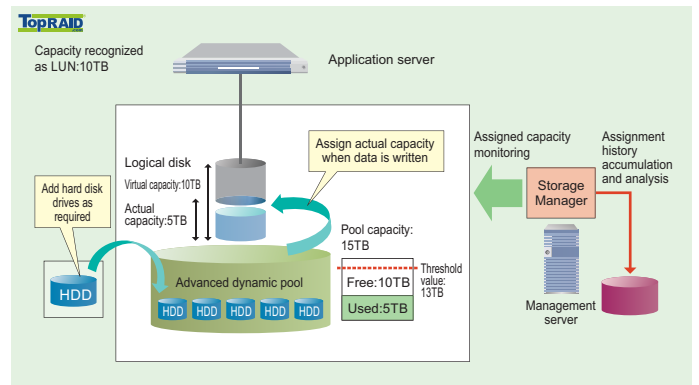 TopRAID
.com
Capacity recognized
as LUN:10TB
Application server
Assign actual capacity
when data is written
Logical disk
Virtual capacity:10TB
Actual
capacity:5TB
Add hard disk
drives as
required
HDD
Advanced dynamic pool
HDD HDD HDD HDD HDD
Pool capacity:
15TB
Threshold
value:
13TB
Free:10TB
Used:5TB
Assigned capacity
monitoring
Assignment
history
accumulation
and analysis
Storage
Manager
Management
server